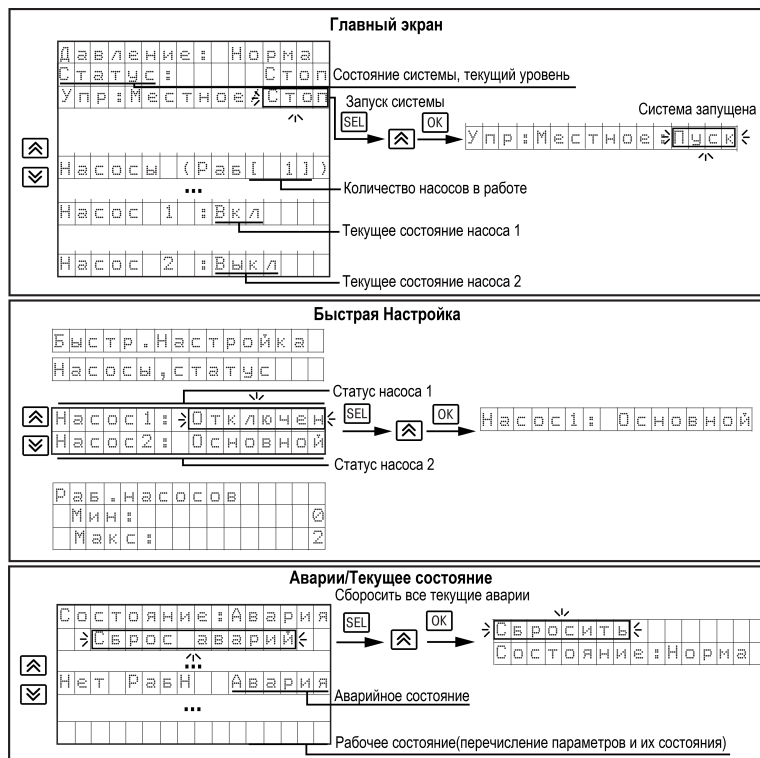 Главный экран
Давление: Норма
Статус: Стоп
Состояние системы, текущий уровень
Упр:Местное Стоп
Запуск системы
SEL OK
Система запущена
Упр:Местное:Пуск
Насосы (Раб[ 1])
Количество насосов в работе
...
Насос 1 :Вкл
Текущее состояние насоса 1
Насос 2 :Выкл
Текущее состояние насоса 2
Быстрая Настройка
Быстр.Настройка
Насосы,статус
Статус насоса 1
Насос1: Отключен
SEL OK
Насос1: Основной
Насос2: Основной
Статус насоса 2
Раб.насосов
Мин: 0
Макс: 2
Аварии/Текущее состояние
Сбросить все текущие аварии
Состояние:Авария
SEL OK
Сброс аварий
Сбросить
Состояние:Норма
...
Нет РабН Авария
Аварийное состояние
...
Рабочее состояние(перечисление параметров и их состояния)